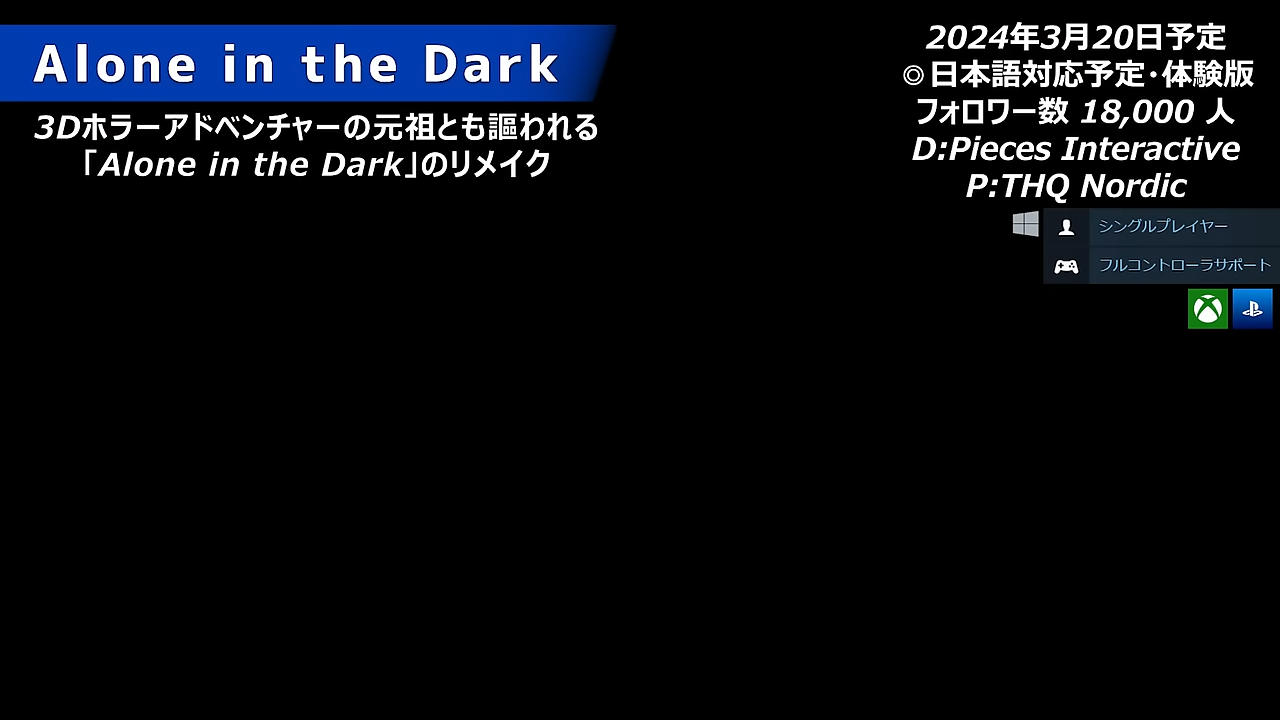 Alone in the Dark
3Dホラーアドベンチャーの元祖とも謳われる
「Alone in the Dark」のリメイク
2024年3月20日予定
◎日本語対応予定・体験版
フォロワー数 18,000 人
D:Pieces Interactive
P:THQ Nordic
シングルプレイヤー
フルコントローラサポート